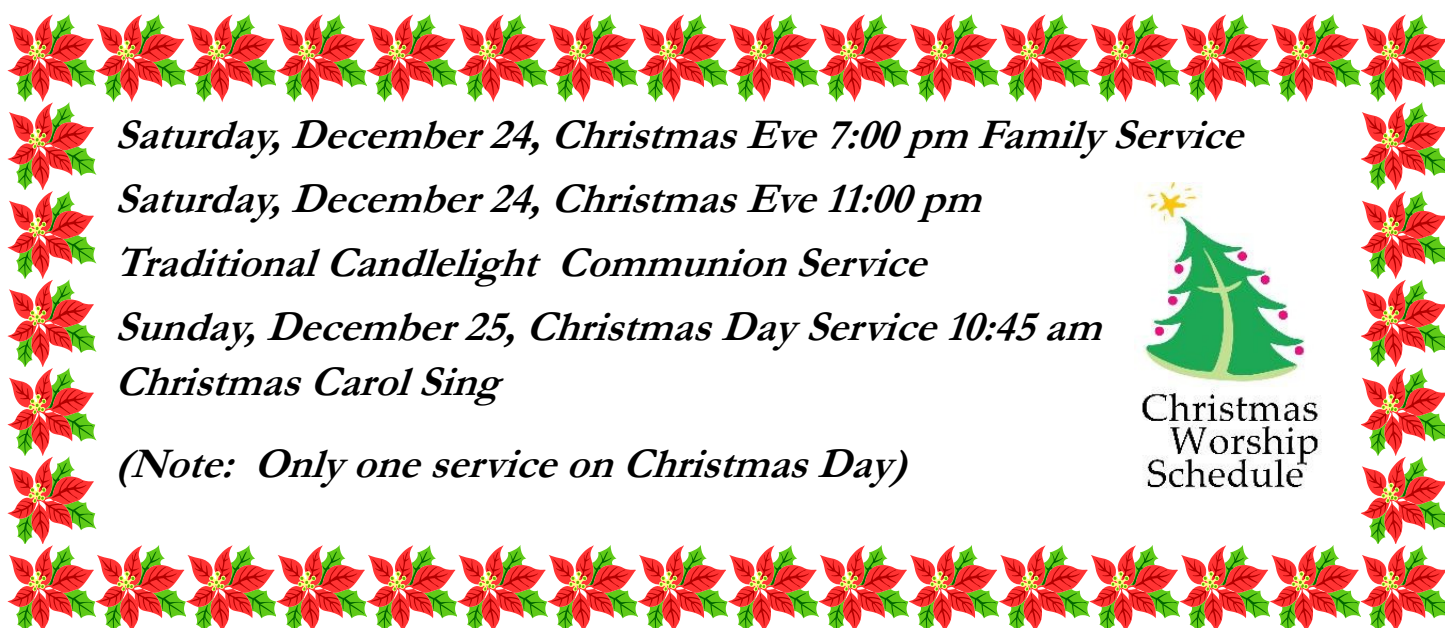 Saturday, December 24, Christmas Eve 7:00 pm Family Service
Saturday, December 24, Christmas Eve 11:00 pm
Traditional Candlelight  Communion Service
Sunday, December 25, Christmas Day Service 10:45 am
Christmas Carol Sing
(Note:  Only one service on Christmas Day)
Christmas
Worship
Schedule